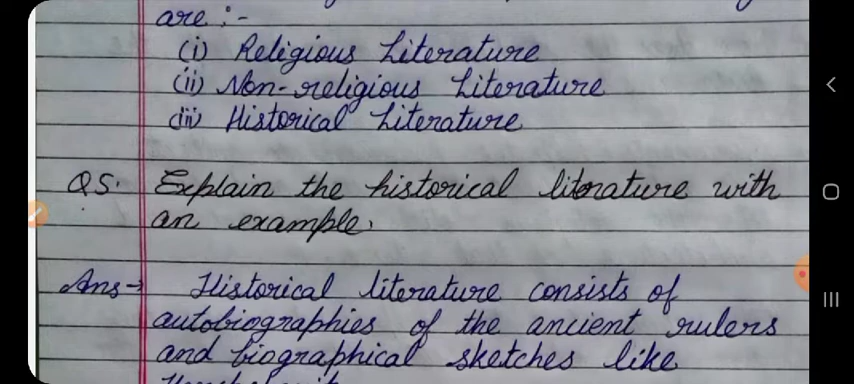 are :-
(i) Religious Literature
(ii) Non-religious Literature
(iii) Historical Literature
Q5. Explain the historical literature with
an example.
Ans→ Historical literature consists of
autobiographies of the ancient rulers
and biographical sketches like